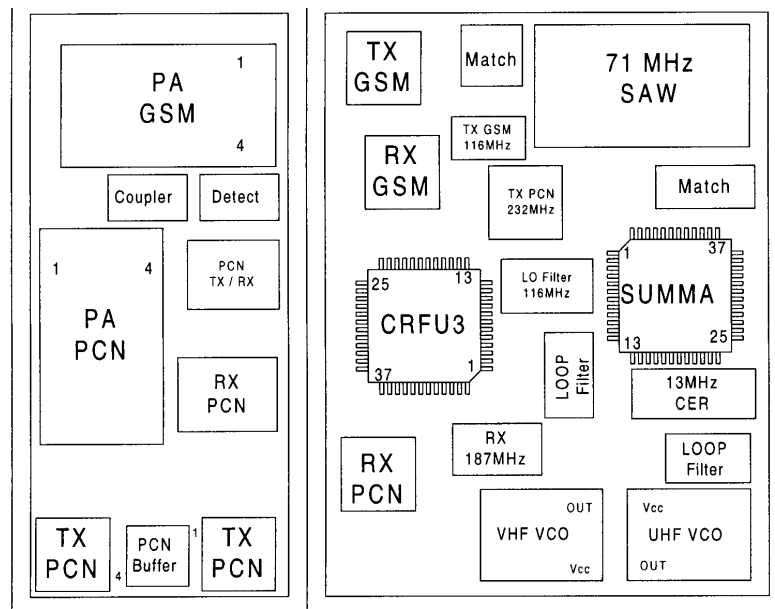 PA
GSM
1
4
Coupler
Detect
PCN
TX / RX
1
4
PA
PCN
RX
PCN
TX
PCN
4
PCN
Buffer
1
TX
PCN
TX
GSM
Match
71 MHz
SAW
TX GSM
116MHz
RX
GSM
TX PCN
232MHz
Match
25
13
CRFU3
37
1
LO Filter
116MHz
1
37
SUMMA
13
25
LOOP
Filter
13MHz
CER
RX
187MHz
LOOP
Filter
RX
PCN
OUT
VHF VCO
Vcc
Vcc
UHF VCO
OUT